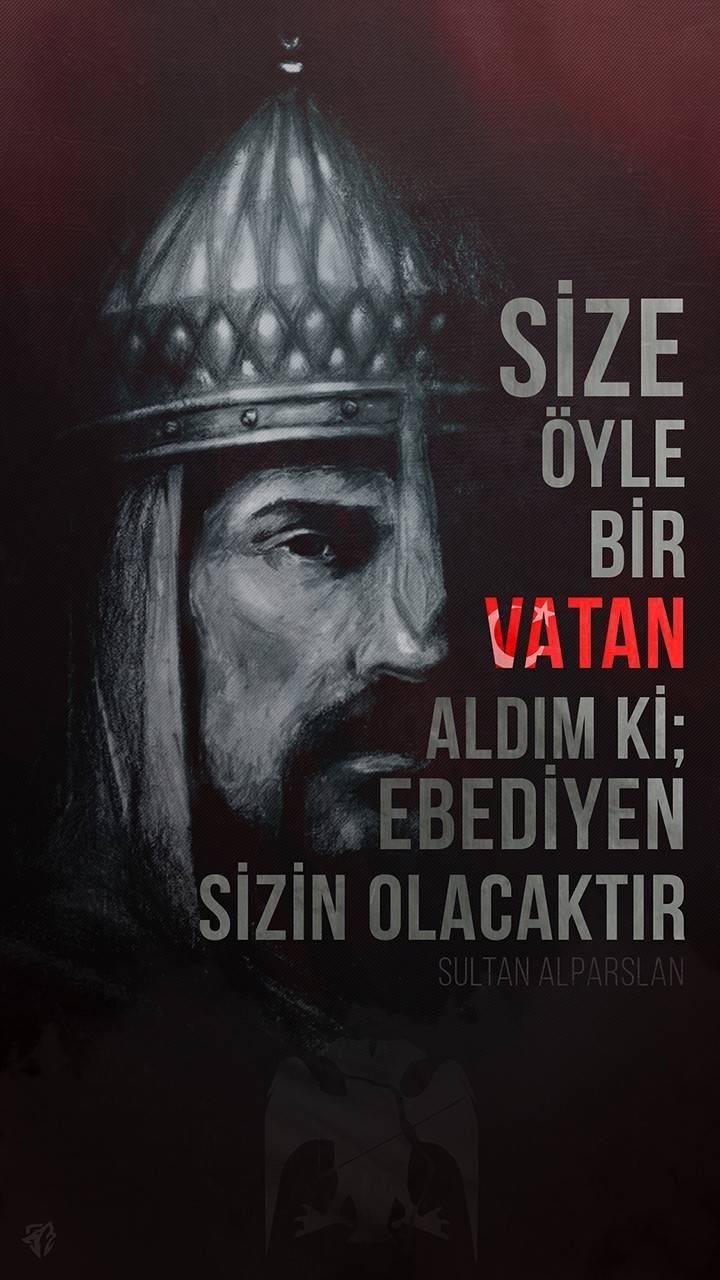 SİZE
ÖYLE
BİR
VATAN
ALDIM Kİ;
EBEDİYEN
SİZİN OLACAKTIR
SULTAN ALPARSLAN